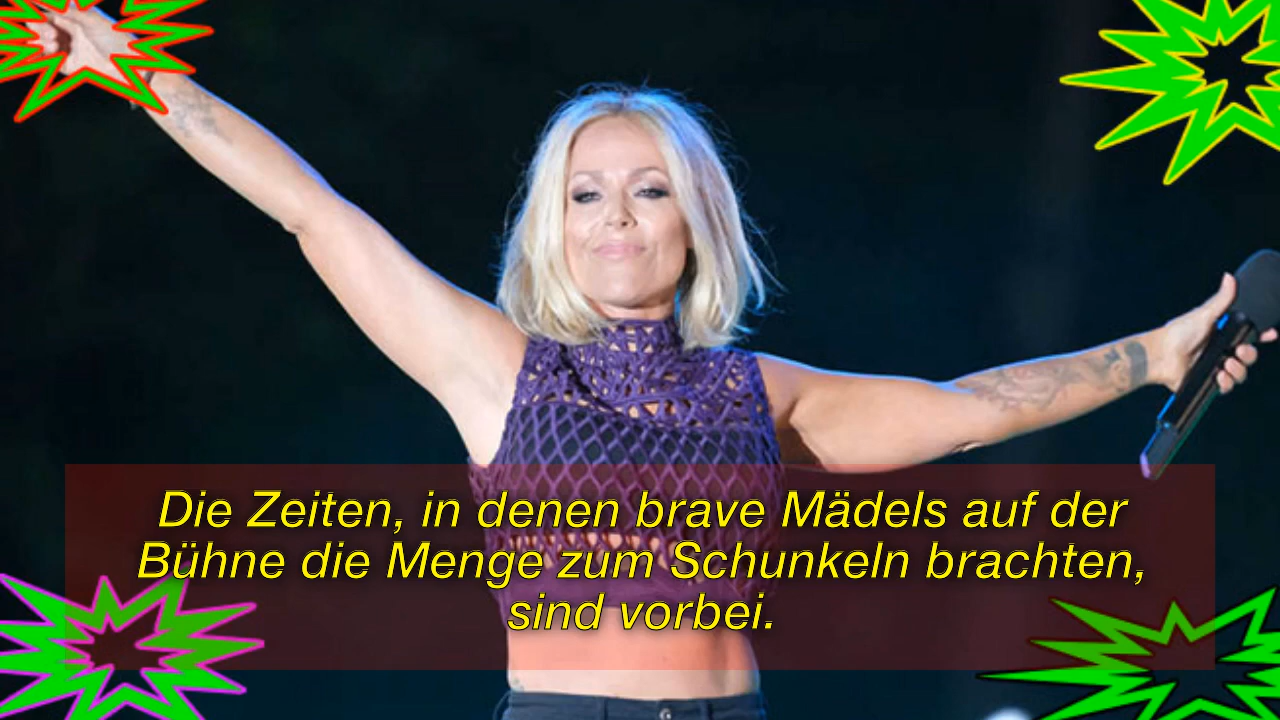 Die Zeiten, in denen brave Mädels auf der
Bühne die Menge zum Schunkeln brachten,
sind vorbei.